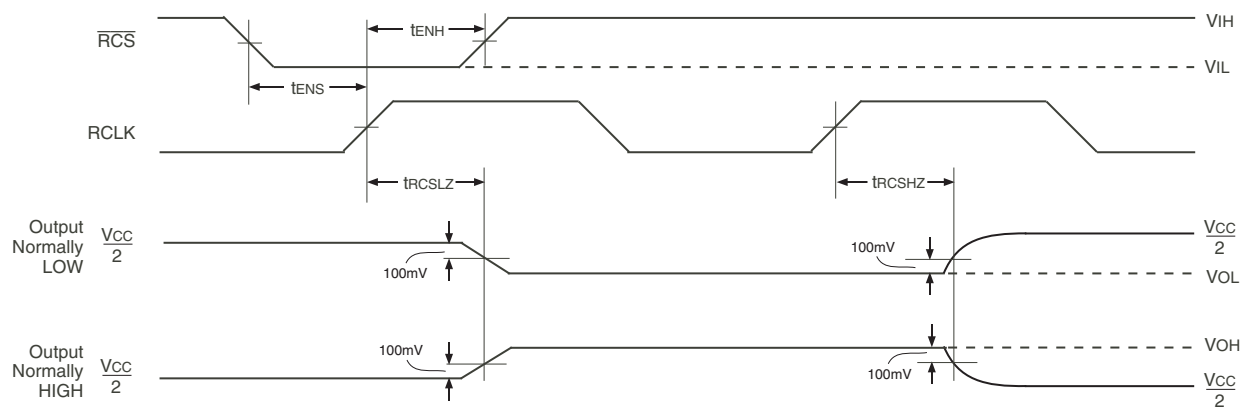 tENH
VIH
RCS
VIL
tENS
RCLK
tRCSLZ
tRCSHZ
Output
Normally
LOW
VCC
2
100mV
100mV
VCC
2
VOL
Output
Normally
HIGH
VCC
2
100mV
100mV
VOH
VCC
2